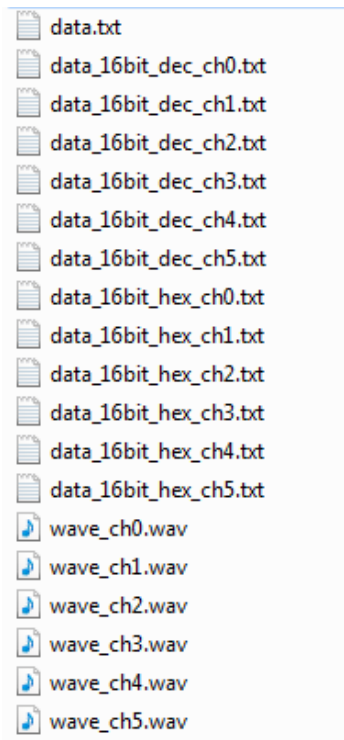 data.txt
data_16bit_dec_ch0.txt
data_16bit_dec_ch1.txt
data_16bit_dec_ch2.txt
data_16bit_dec_ch3.txt
data_16bit_dec_ch4.txt
data_16bit_dec_ch5.txt
data_16bit_hex_ch0.txt
data_16bit_hex_ch1.txt
data_16bit_hex_ch2.txt
data_16bit_hex_ch3.txt
data_16bit_hex_ch4.txt
data_16bit_hex_ch5.txt
wave_ch0.wav
wave_ch1.wav
wave_ch2.wav
wave_ch3.wav
wave_ch4.wav
wave_ch5.wav